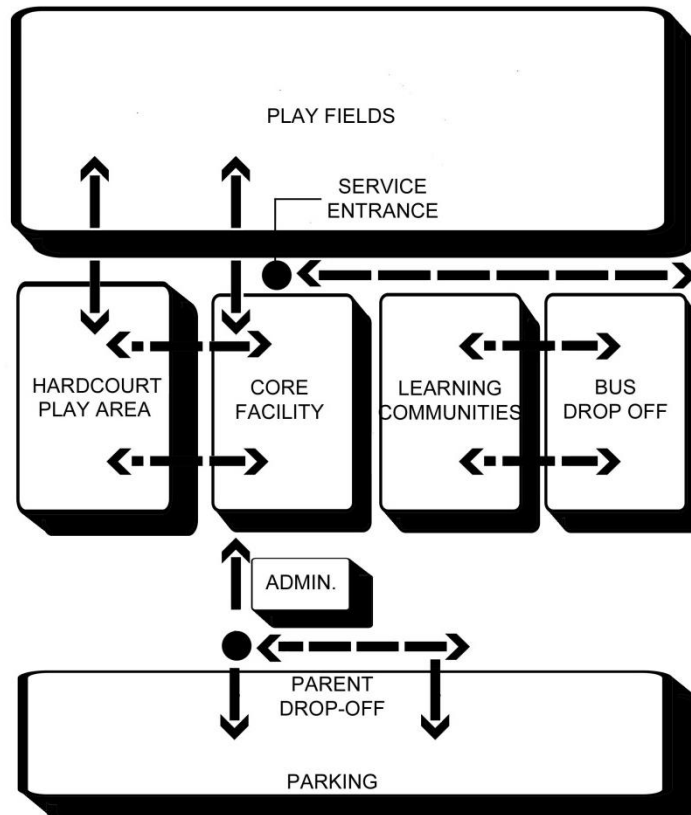 PLAY FIELDS
SERVICE
ENTRANCE
HARDCOURT
PLAY AREA
CORE
FACILITY
LEARNING
COMMUNITIES
BUS
DROP OFF
ADMIN.
PARENT
DROP-OFF
PARKING